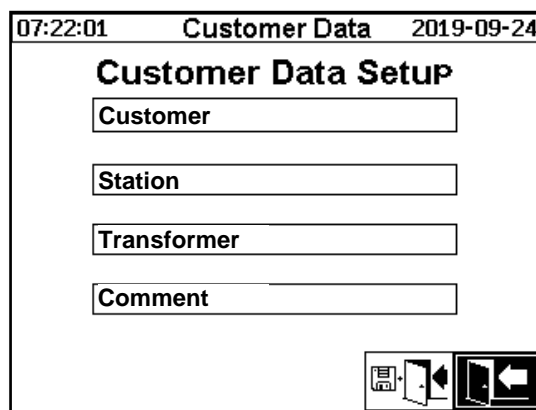 07:22:01 Customer Data 2019-09-24
Customer Data Setup
Customer
Station
Transformer
Comment